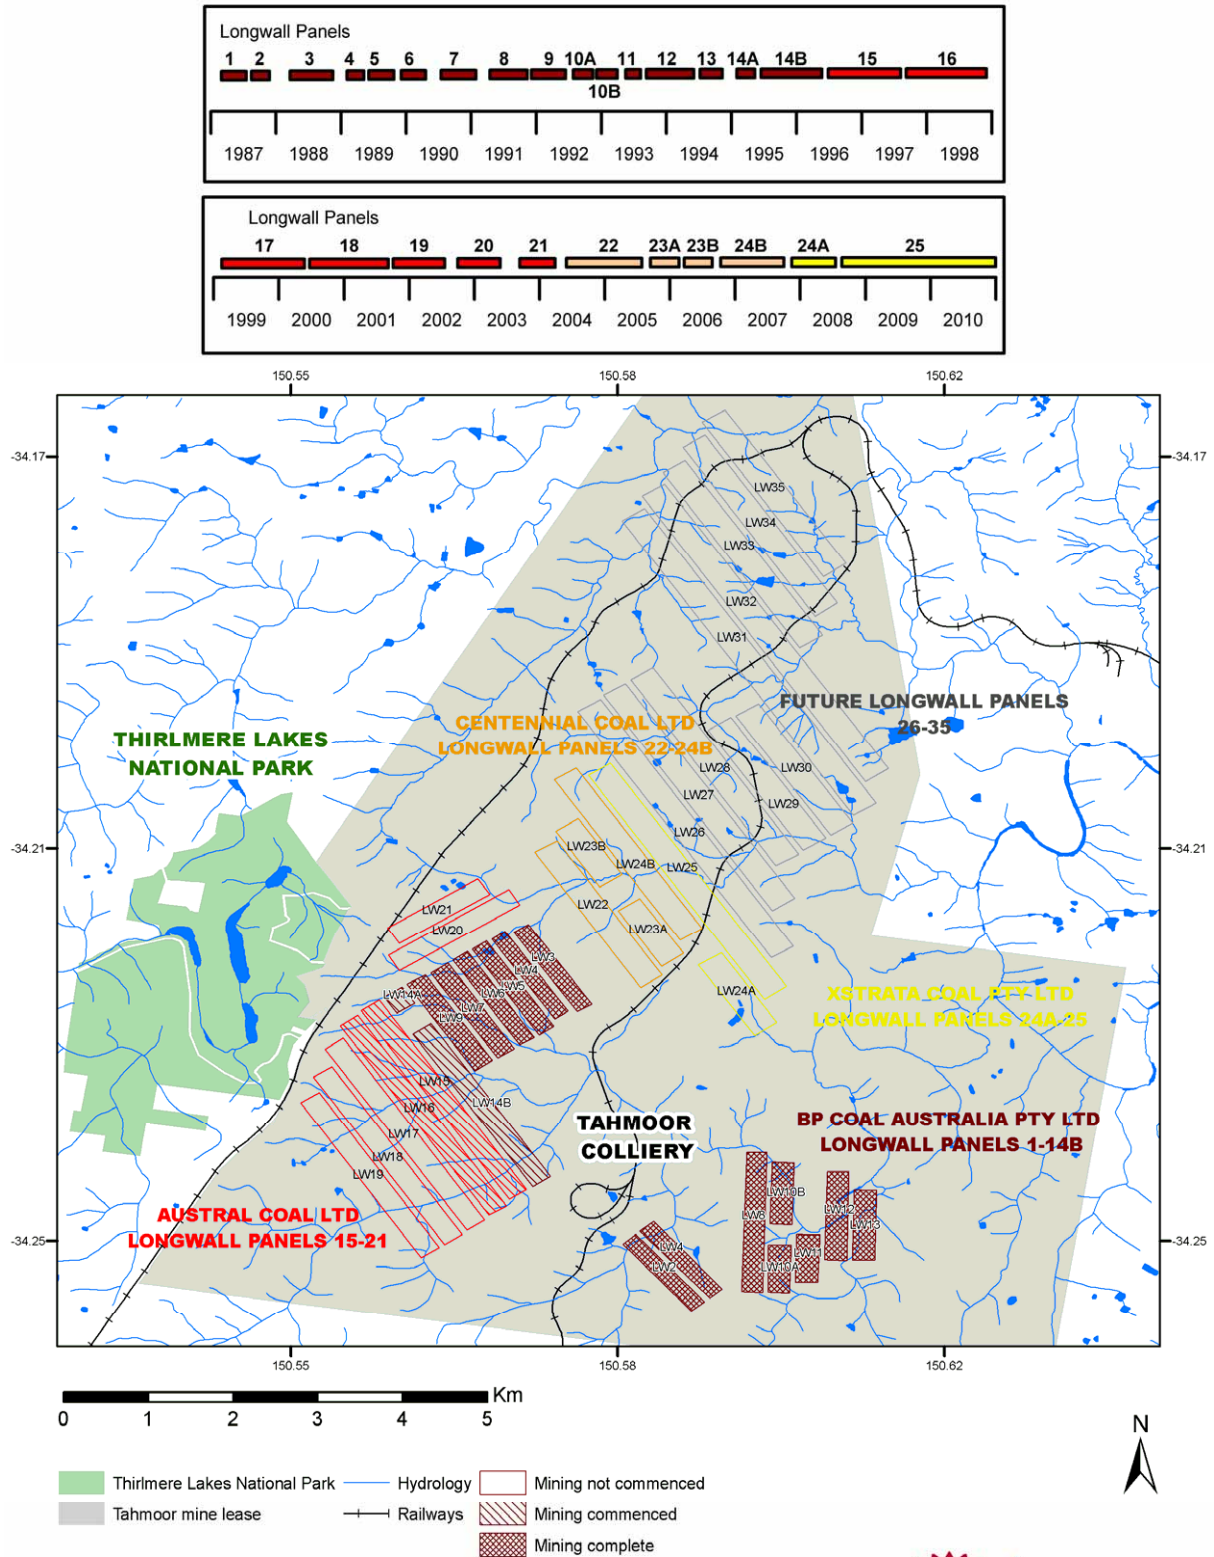 Longwall Panels
1 2 3 4 5 6 7 8 9 10A 11 12 13 14A 14B 15 16
10B
1987 1988 1989 1990 1991 1992 1993 1994 1995 1996 1997 1998
Longwall Panels
17 18 19 20 21 22 23A 23B 24B 24A 25
1999 2000 2001 2002 2003 2004 2005 2006 2007 2008 2009 2010
150.55 150.58 150.62
-34.17 -34.17
LW35
LW34
LW33
LW32
LW31
FUTURE LONGWALL PANELS
26-35
CENTENNIAL COAL LTD
LONGWALL PANELS 22-24B
THIRLMERE LAKES
NATIONAL PARK
LW28 LW30
LW27
LW29
LW26
-34.21 -34.21
LW23B
LW24B
LW25
LW22
LW21
LW20
LW23A
LW3
LW4
LW5
LW6
LW7
LW9
LW14A
LW24A
XSTRATA COAL PTY LTD
LONGWALL PANELS 24A-25
LW15
LW14B
LW16
LW17
LW18
LW19
TAHMOOR
COLLIERY
BP COAL AUSTRALIA PTY LTD
LONGWALL PANELS 1-14B
LW10B
LW8
LW12
LW13
LW11
LW10A
LW4
LW2
AUSTRAL COAL LTD
LONGWALL PANELS 15-21
-34.25 -34.25
150.55 150.58 150.62
Km
0 1 2 3 4 5
N
Thirlmere Lakes National Park Hydrology Mining not commenced
Tahmoor mine lease Railways Mining commenced
Mining complete